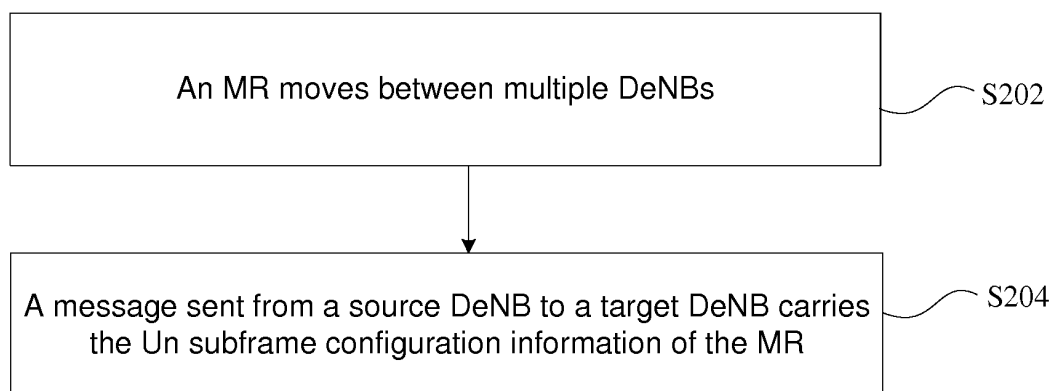 An MR moves between multiple DeNBs
S202
A message sent from a source DeNB to a target DeNB carries
the Un subframe configuration information of the MR
S204